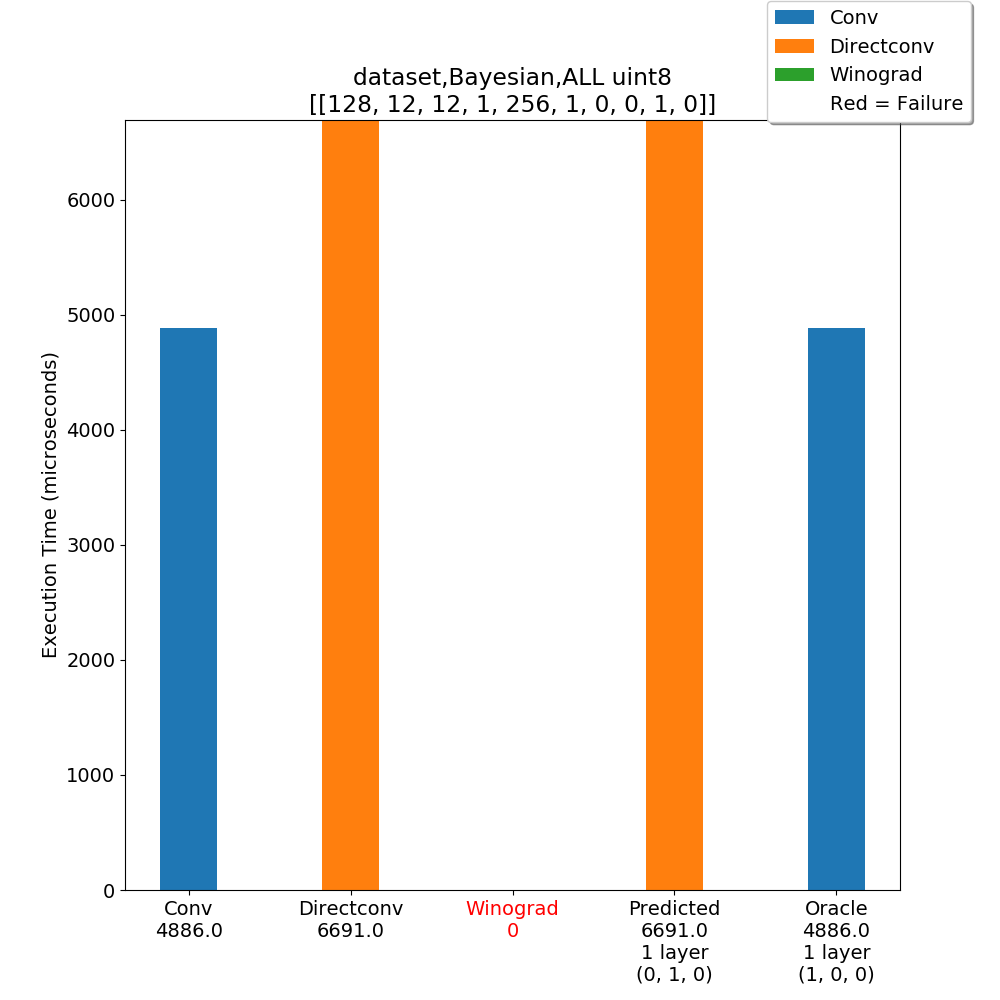 Conv
Directconv
Winograd
Red = Failure
dataset,Bayesian,ALL uint8
[[128, 12, 12, 1, 256, 1, 0, 0, 1, 0]]
Execution Time (microseconds)
6000
5000
4000
3000
2000
1000
0
Conv
4886.0
Directconv
6691.0
Winograd
0
Predicted
6691.0
1 layer
(0, 1, 0)
Oracle
4886.0
1 layer
(1, 0, 0)